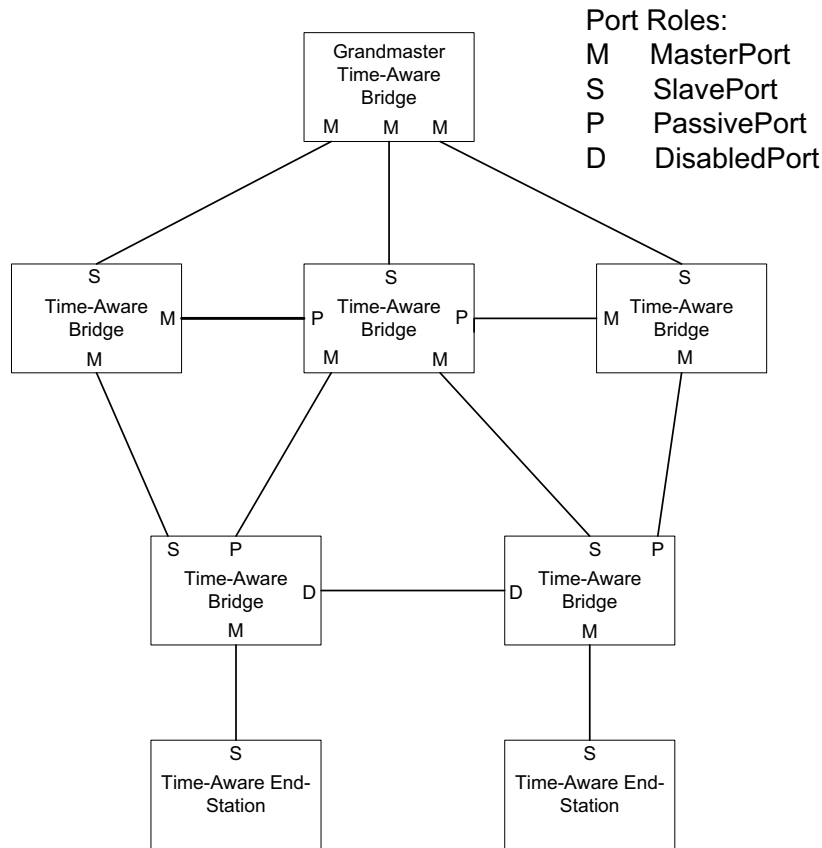 Port Roles:
M MasterPort
S SlavePort
P PassivePort
D DisabledPort
Grandmaster
Time-Aware
Bridge
M M M
S
Time-Aware
Bridge
M
M
S
Time-Aware
Bridge
P
P
M M
S
Time-Aware
Bridge
M
M
S P
Time-Aware
Bridge
D
M
S P
Time-Aware
Bridge
D
M
S
Time-Aware End-
Station
S
Time-Aware End-
Station